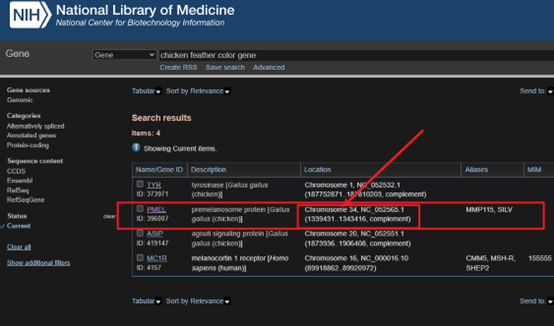 NIH
National Library of Medicine
National Center for Biotechnology Information
Gene
Gene
chicken feather color gene
Create RSS Save search Advanced
Gene sources
Genomic
Categories
Alternatively spliced
Annotated genes
Protein-coding
Sequence content
CCDS
Ensembl
RefSeq
RefSeqGene
Status clear
Current
Clear all
Show additional filters
Tabular Sort by Relevance Send to:
Search results
Items: 4
Showing Current items.
Name/Gene ID Description Location Aliases MIM
TYR tyrosinase [Gallus gallus Chromosome 1, NC_052532.1
ID: 373971 (chicken)] (187752871..187810203, complement)
PMEL premelanosome protein [Gallus Chromosome 34, NC_052565.1 MMP115, SILV
ID: 396007 gallus (chicken)] (1339431..1343416, complement)
ASIP agouti signaling protein [Gallus Chromosome 20, NC_052551.1
ID: 419147 gallus (chicken)] (1873936..1906408, complement)
MC1R melanocortin 1 receptor [Homo Chromosome 16, NC_000016.10 CMM5, MSH-R, 155555
ID: 4157 sapiens (human)] (89918862..89920972) SHEP2
Tabular Sort by Relevance Send to: